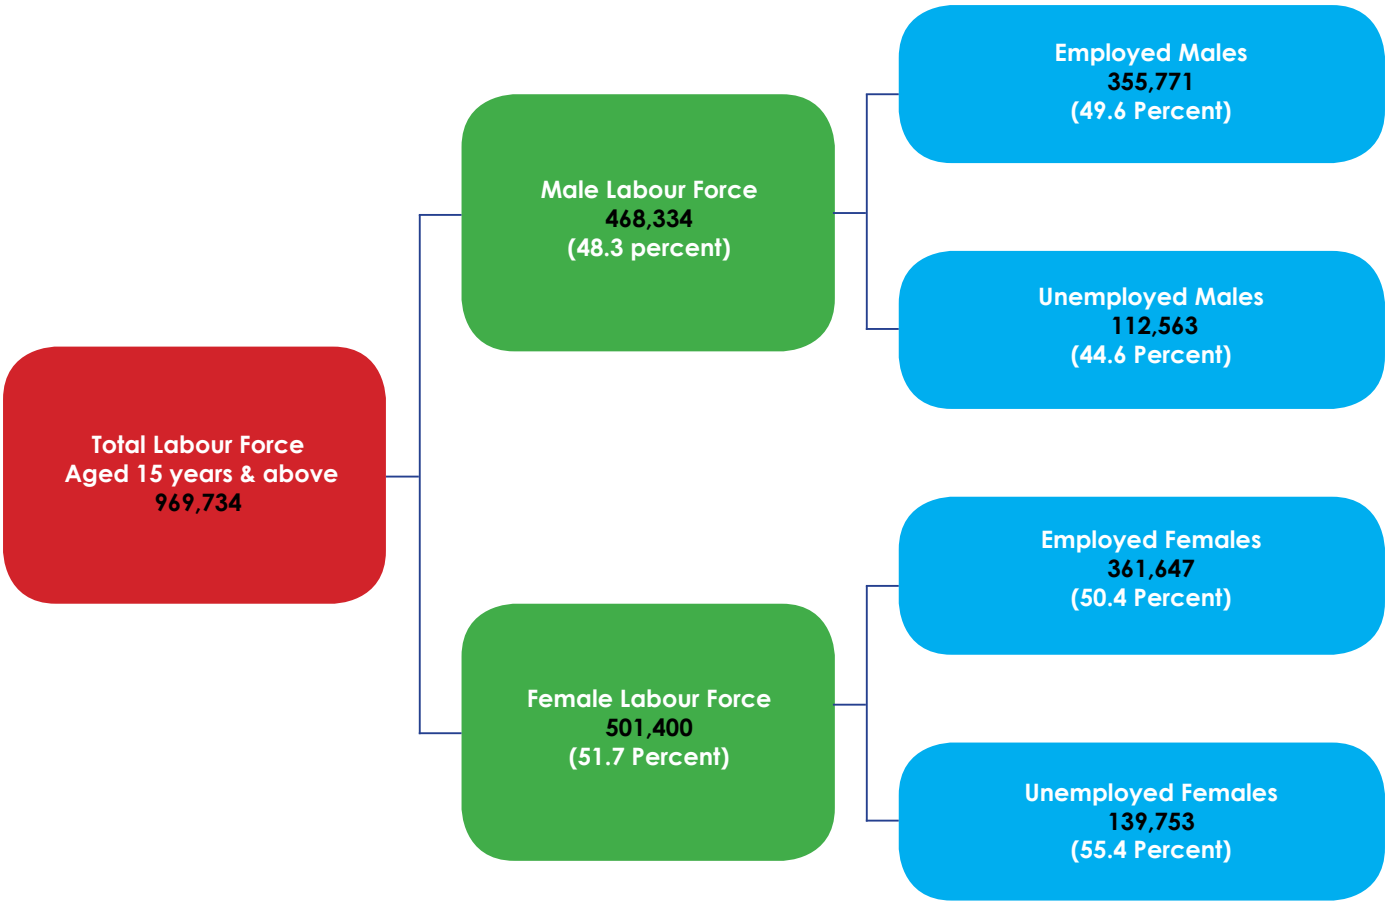 Total Labour Force
Aged 15 years & above
969,734
Male Labour Force
468,334
(48.3 percent)
Female Labour Force
501,400
(51.7 Percent)
Employed Males
355,771
(49.6 Percent)
Unemployed Males
112,563
(44.6 Percent)
Employed Females
361,647
(50.4 Percent)
Unemployed Females
139,753
(55.4 Percent)